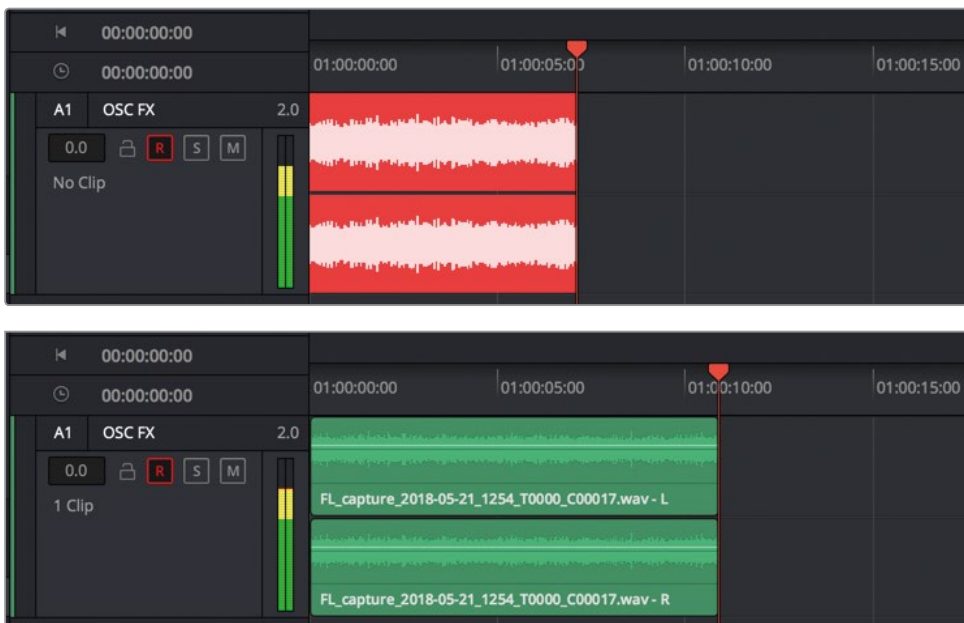 00:00:00:00
00:00:00:00
01:00:00:00 01:00:05:00 01:00:10:00 01:00:15:00
A1 OSC FX 2.0
0.0 R S M
No Clip
00:00:00:00
00:00:00:00
01:00:00:00 01:00:05:00 01:00:10:00 01:00:15:00
A1 OSC FX 2.0
0.0 R S M
1 Clip
FL_capture_2018-05-21_1254_T0000_C00017.wav - L
FL_capture_2018-05-21_1254_T0000_C00017.wav - R